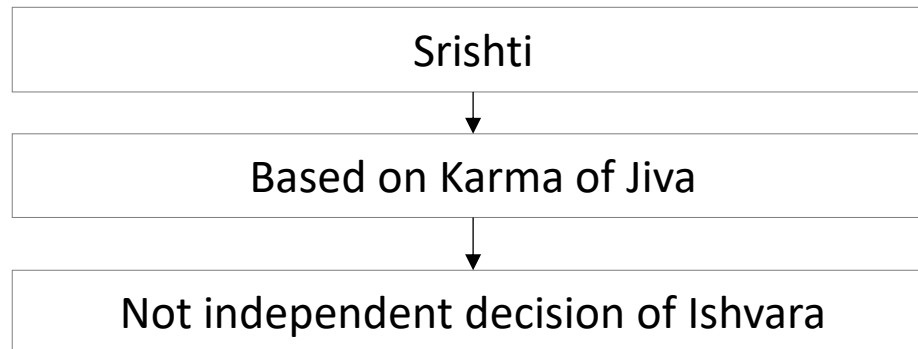 Srishti
Based on Karma of Jiva
Not independent decision of Ishvara